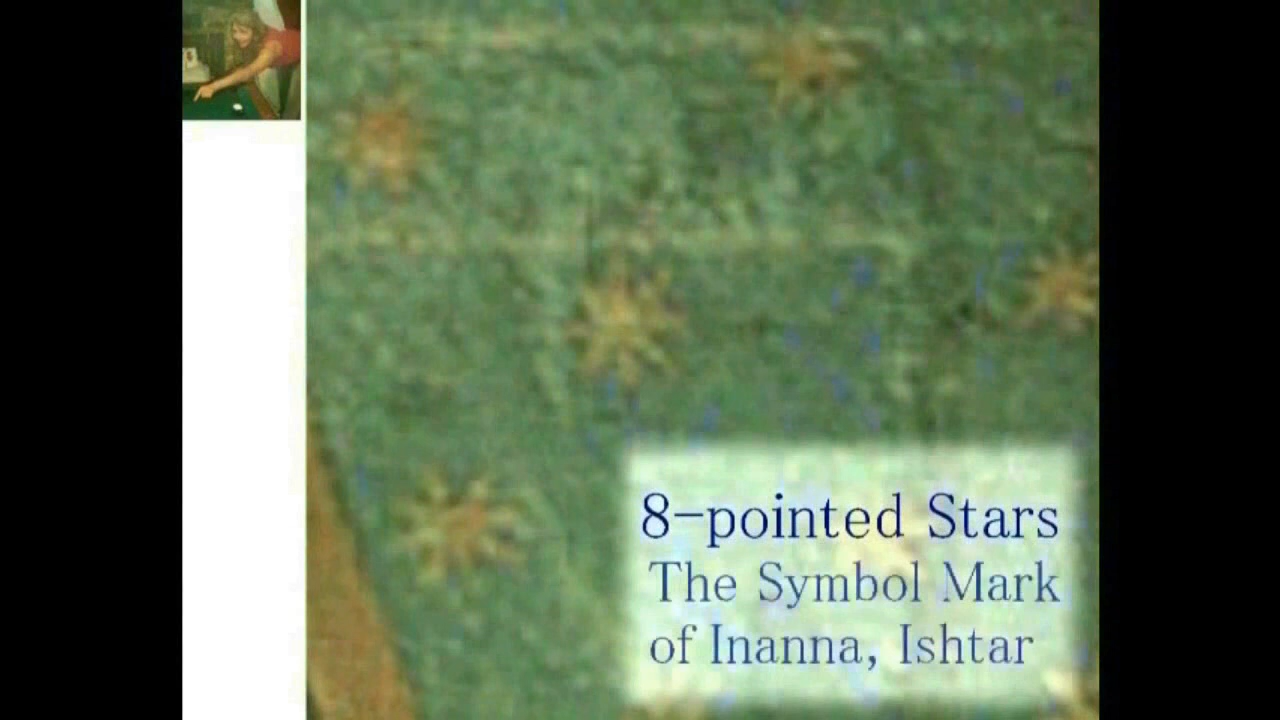 8-pointed Stars
The Symbol Mark
of Inanna, Ishtar